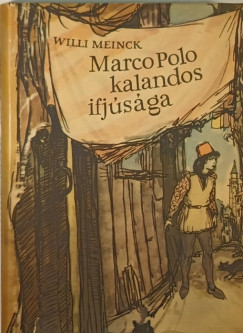 WILLI MEINCK
Marco Polo
kalandos
ifjúsága